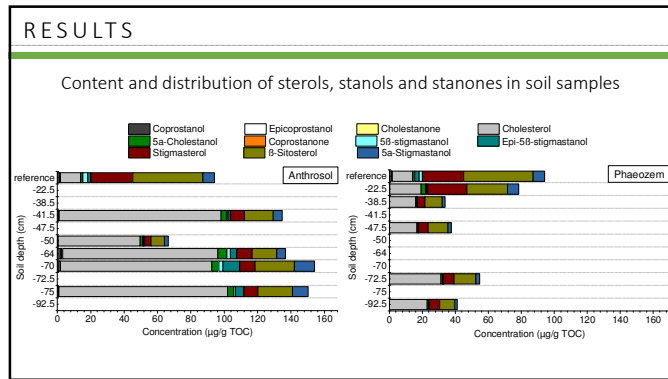 RESULTS
Content and distribution of sterols, stanols and stanones in soil samples
Coprostanol Epicoprostanol Cholestanone Cholesterol
5a-Cholestanol Coprostanone 5ß-stigmastanol Epi-5ß-stigmastanol
Stigmasterol ß-Sitosterol 5a-Stigmastanol
Anthrosol
Soil depth (cm)
reference
-22.5
-38.5
-41.5
-47.5
-50
-64
-70
-72.5
-75
-92.5
0 20 40 60 80 100 120 140 160
Concentration (µg/g TOC)
Phaeozem
Soil depth (cm)
reference
-22.5
-38.5
-41.5
-47.5
-50
-64
-70
-72.5
-75
-92.5
0 20 40 60 80 100 120 140 160
Concentration (µg/g TOC)